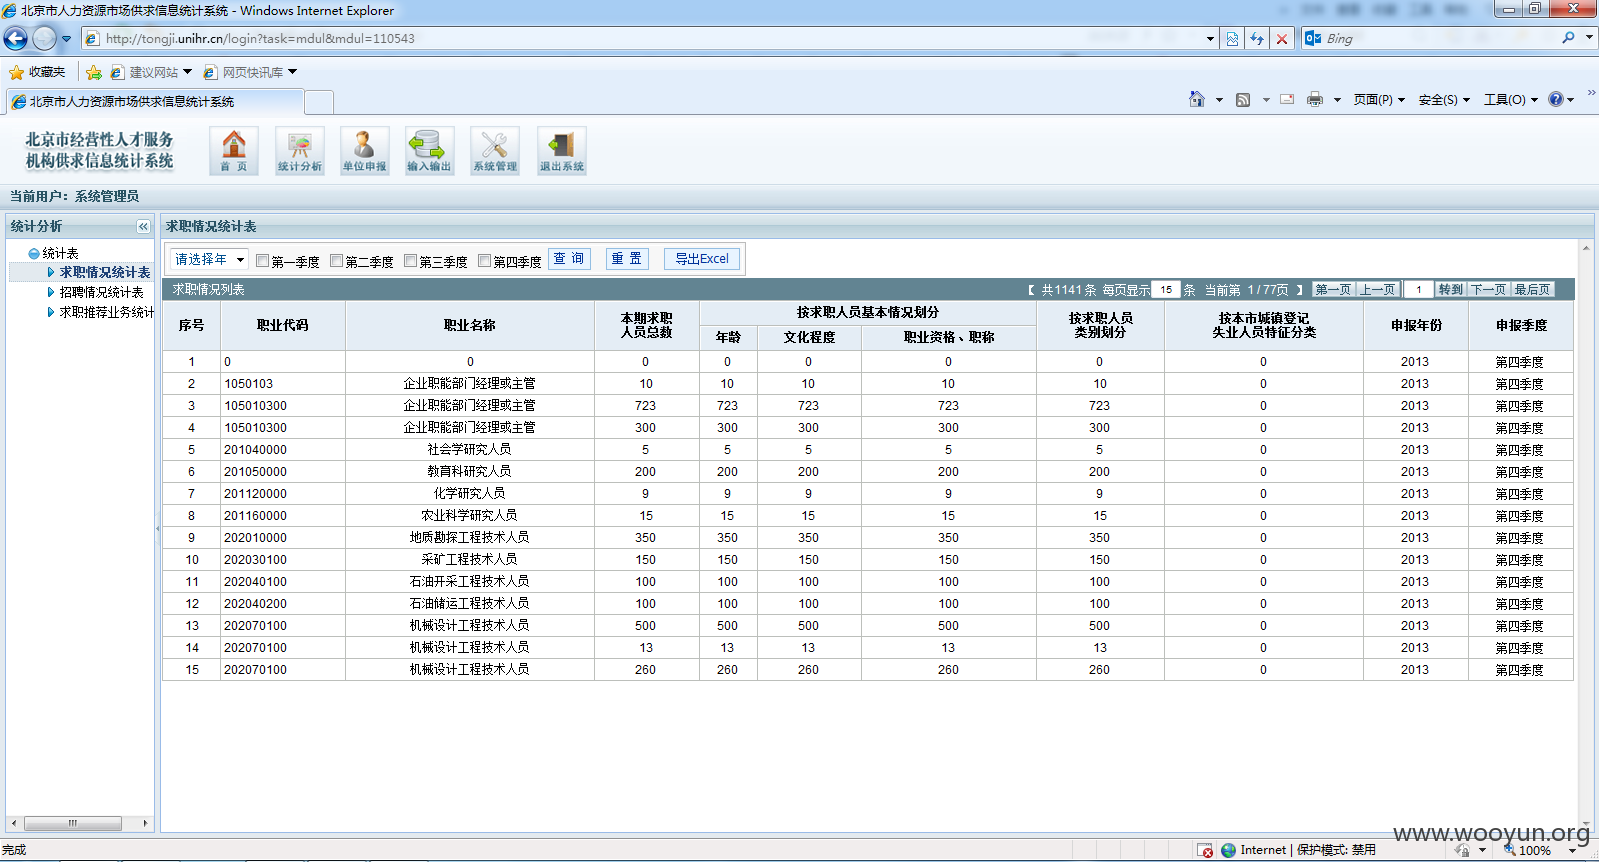 北京市人力资源市场供求信息统计系统 - Windows Internet Explorer
http://tongji.unihr.cn/login?task=mdul&mdul=110543
Bing
收藏夹 建议网站 网页快讯库
北京市人力资源市场供求信息统计系统
页面(P) 安全(S) 工具(O)
北京市经营性人才服务
机构供求信息统计系统
首 页 统计分析 单位申报 输入输出 系统管理 退出系统
当前用户：系统管理员
统计分析
统计表
求职情况统计表
招聘情况统计表
求职推荐业务统计
求职情况统计表
请选择年 第一季度 第二季度 第三季度 第四季度 查 询 重 置 导出Excel
求职情况列表 【 共1141 条 每页显示 15 条 当前第 1 / 77页 】 第一页 上一页 1 转到 下一页 最后页
序号 职业代码 职业名称 本期求职人员总数 按求职人员基本情况划分 按求职人员类别划分 按本市城镇登记失业人员特征分类 申报年份 申报季度
年龄 文化程度 职业资格、职称
1 0 0 0 0 0 0 0 0 2013 第四季度
2 1050103 企业职能部门经理或主管 10 10 10 10 10 0 2013 第四季度
3 105010300 企业职能部门经理或主管 723 723 723 723 723 0 2013 第四季度
4 105010300 企业职能部门经理或主管 300 300 300 300 300 0 2013 第四季度
5 201040000 社会学研究人员 5 5 5 5 5 0 2013 第四季度
6 201050000 教育科研究人员 200 200 200 200 200 0 2013 第四季度
7 201120000 化学研究人员 9 9 9 9 9 0 2013 第四季度
8 201160000 农业科学研究人员 15 15 15 15 15 0 2013 第四季度
9 202010000 地质勘探工程技术人员 350 350 350 350 350 0 2013 第四季度
10 202030100 采矿工程技术人员 150 150 150 150 150 0 2013 第四季度
11 202040100 石油开采工程技术人员 100 100 100 100 100 0 2013 第四季度
12 202040200 石油储运工程技术人员 100 100 100 100 100 0 2013 第四季度
13 202070100 机械设计工程技术人员 500 500 500 500 500 0 2013 第四季度
14 202070100 机械设计工程技术人员 13 13 13 13 13 0 2013 第四季度
15 202070100 机械设计工程技术人员 260 260 260 260 260 0 2013 第四季度
www.wooyun.org
完成 Internet | 保护模式: 禁用 100%